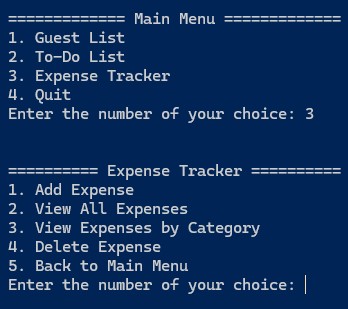 ============= Main Menu =============
1. Guest List
2. To-Do List
3. Expense Tracker
4. Quit
Enter the number of your choice: 3
========== Expense Tracker ==========
1. Add Expense
2. View All Expenses
3. View Expenses by Category
4. Delete Expense
5. Back to Main Menu
Enter the number of your choice: